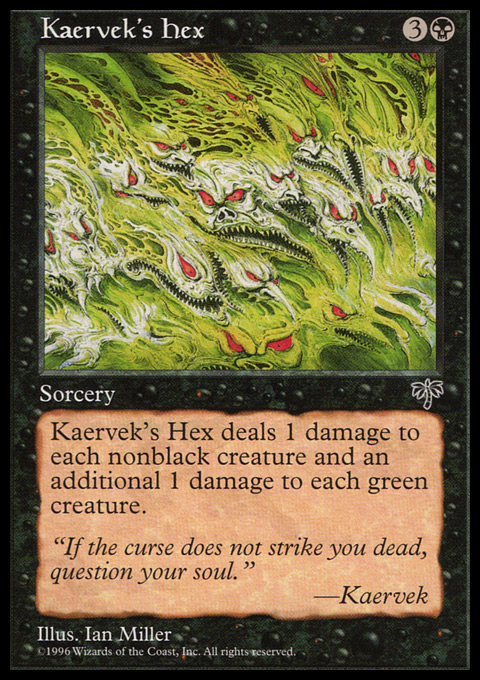 Kaervek's Hex 3
Sorcery
Kaervek's Hex deals 1 damage to
each nonblack creature and an
additional 1 damage to each green
creature.
“If the curse does not strike you dead,
question your soul.”
—Kaervek
Illus. Ian Miller
©1996 Wizards of the Coast, Inc. All rights reserved.